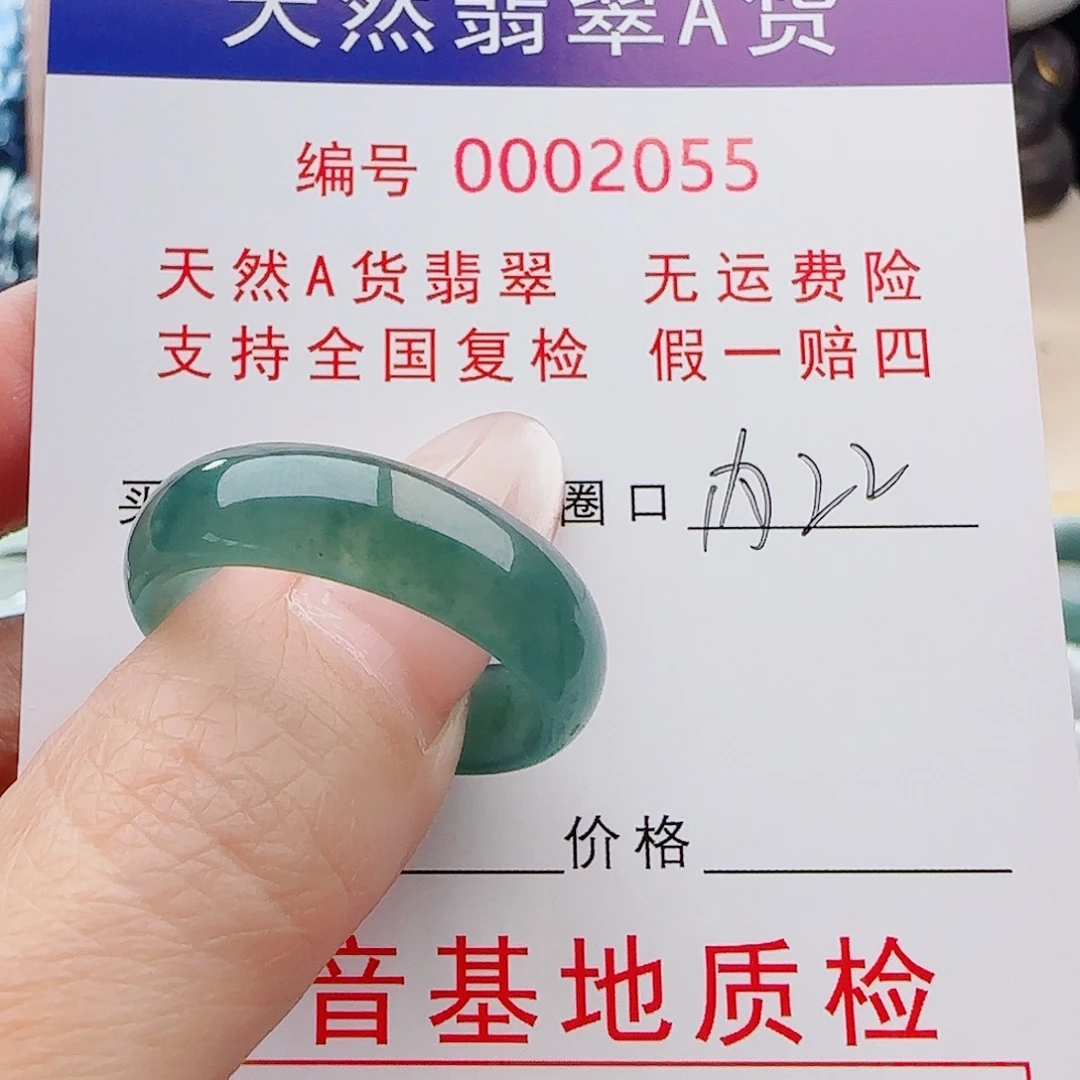 天然翡翠A货
编号 0002055
天然A货翡翠 无运费险
支持全国复检 假一赔四
圈口 内22
价格
音基地质检